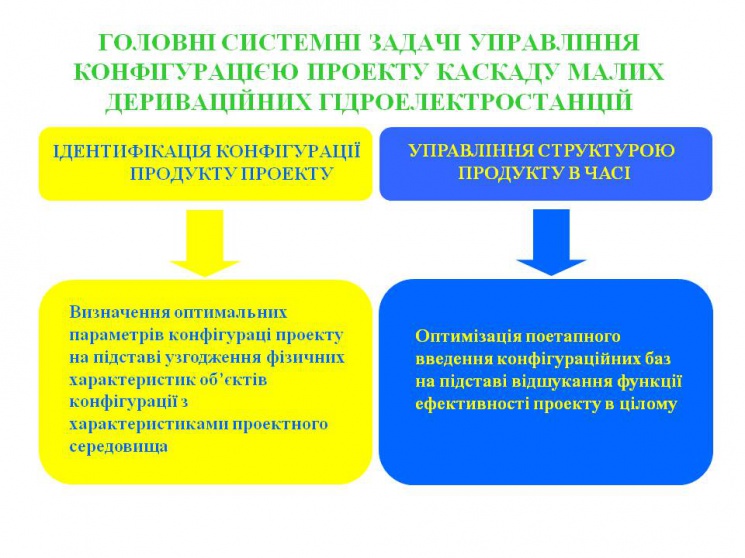 ГОЛОВНІ СИСТЕМНІ ЗАДАЧІ УПРАВЛІННЯ
КОНФІГУРАЦІЄЮ ПРОЕКТУ КАСКАДУ МАЛИХ
ДЕРИВАЦІЙНИХ ГІДРОЕЛЕКТРОСТАНЦІЙ
ІДЕНТИФІКАЦІЯ КОНФІГУРАЦІЇ
ПРОДУКТУ ПРОЕКТУ
УПРАВЛІННЯ СТРУКТУРОЮ
ПРОДУКТУ В ЧАСІ
Визначення оптимальних
параметрів конфігураці проекту
на підставі узгодження фізичних
характеристик об'єктів
конфігурації з
характеристиками проектного
середовища
Оптимізація поетапного
введення конфігураційних баз
на підставі відшукання функції
ефективності проекту в цілому